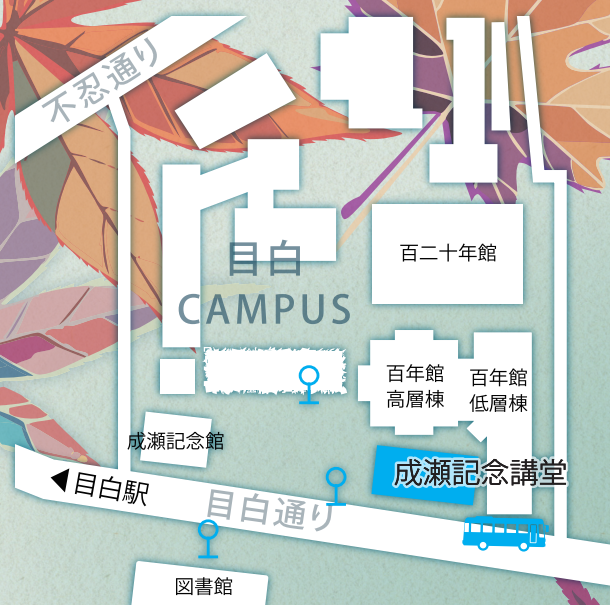 不忍通り
目白
CAMPUS
百二十年館
百年館
高層棟
百年館
低層棟
成瀬記念館
成瀬記念講堂
◀目白駅
目白通り
図書館